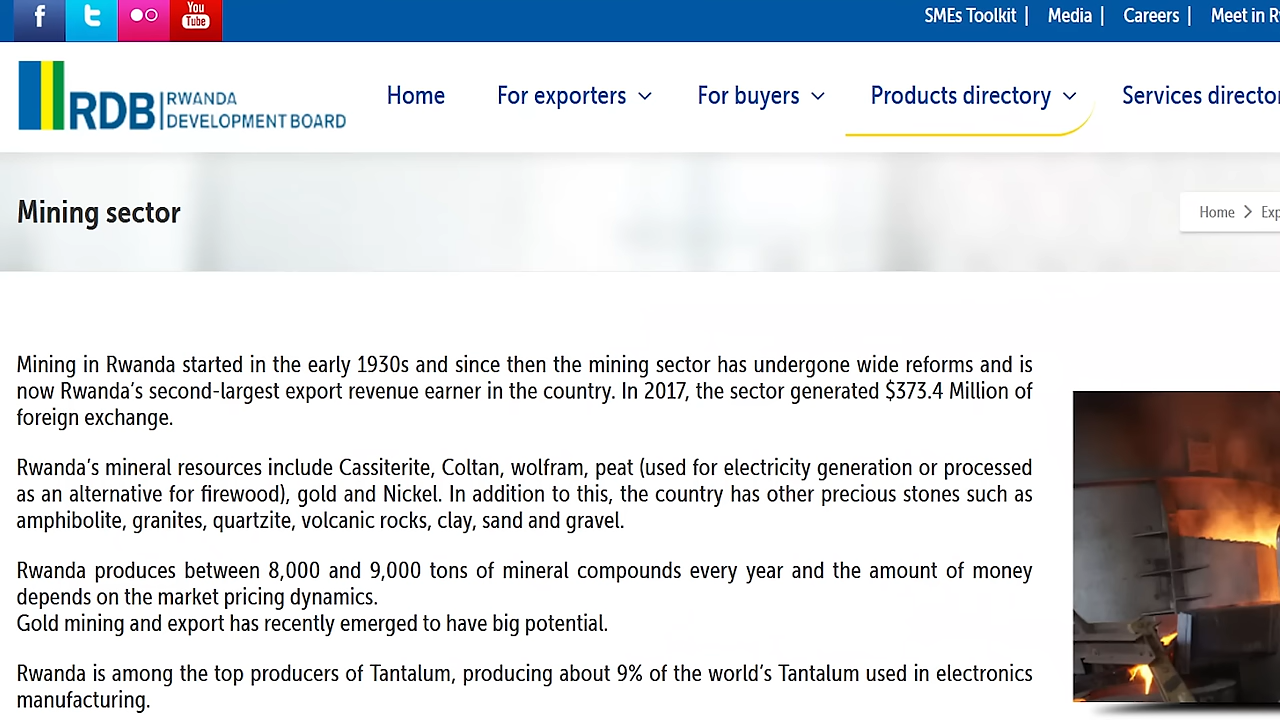 f
t
You
Tube
SMEs Toolkit |
Media |
Careers |
Meet in
RDB
RWANDA
DEVELOPMENT BOARD
Home
For exporters
For buyers
Products directory
Services
Mining sector
Home >
Mining in Rwanda started in the early 1930s and since then the mining sector has undergone wide reforms and is
now Rwanda’s second-largest export revenue earner in the country. In 2017, the sector generated $373.4 Million of
foreign exchange.
Rwanda’s mineral resources include Cassiterite, Coltan, wolfram, peat (used for electricity generation or processed
as an alternative for firewood), gold and Nickel. In addition to this, the country has other precious stones such as
amphibolite, granites, quartzite, volcanic rocks, clay, sand and gravel.
Rwanda produces between 8,000 and 9,000 tons of mineral compounds every year and the amount of money
depends on the market pricing dynamics.
Gold mining and export has recently emerged to have big potential.
Rwanda is among the top producers of Tantalum, producing about 9% of the world’s Tantalum used in electronics
manufacturing.